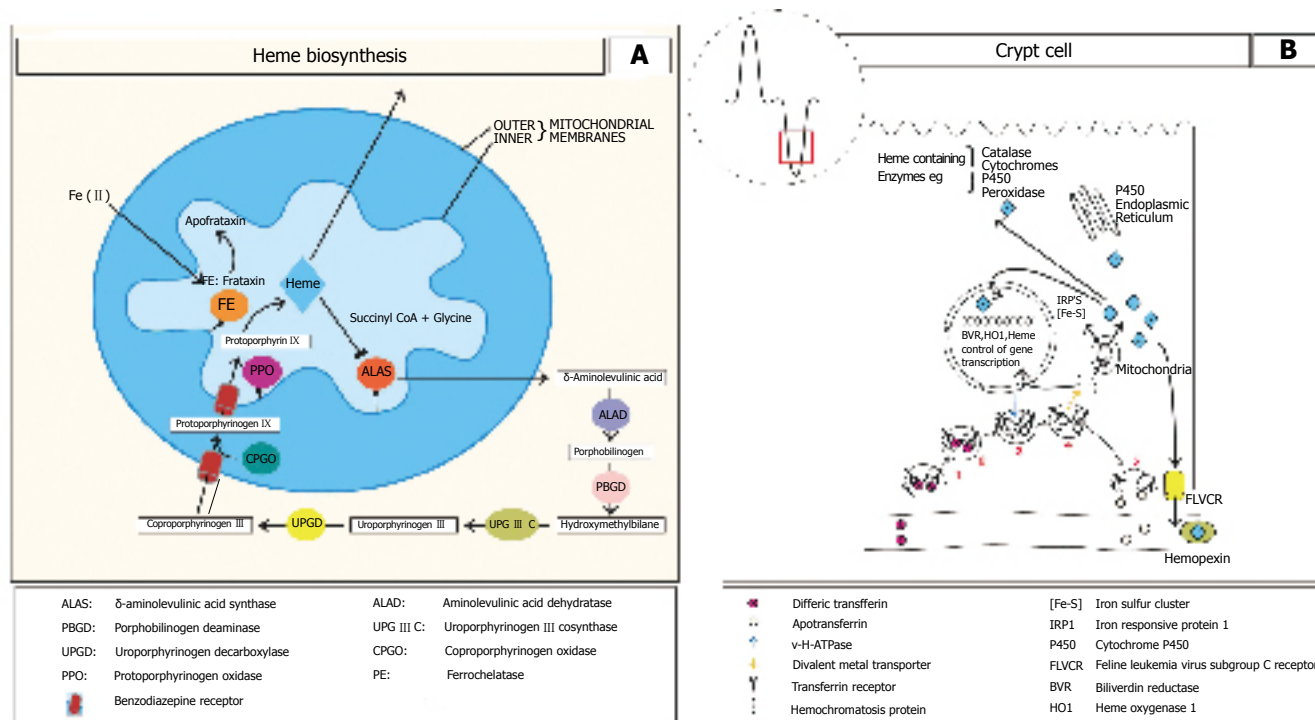 Heme biosynthesis
A
OUTER } MITOCHONDRIAL
INNER MEMBRANES
Fe (II)
Apofrataxin
FE: Frataxin
FE
Heme
Succinyl CoA + Glycine
Protoporphyrin IX
PPO
ALAS
δ-Aminolevulinic acid
ALAD
Protoporphyrinogen IX
Porphobilinogen
CPGO
PBGD
Coproporphyrinogen III
UPGD
Uroporphyrinogen III
UPG III C
Hydroxymethylbilane
ALAS: δ-aminolevulinic acid synthase
PBGD: Porphobilinogen deaminase
UPGD: Uroporphyrinogen decarboxylase
PPO: Protoporphyrinogen oxidase
Benzodiazepine receptor
ALAD: Aminolevulinic acid dehydratase
UPG III C: Uroporphyrinogen III cosynthase
CPGO: Coproporphyrinogen oxidase
PE: Ferrochelatase
Crypt cell
B
Heme containing
Enzymes eg
Catalase
Cytochromes
P450
Peroxidase
P450
Endoplasmic
Reticulum
IRP'S
[Fe-S]
BVR,HO1,Heme
control of gene
transcription
Mitochondria
1
4
FLVCR
Hemopexin
Differic transfferin
Apotransferrin
v-H-ATPase
Divalent metal transporter
Transferrin receptor
Hemochromatosis protein
[Fe-S] Iron sulfur cluster
IRP1 Iron responsive protein 1
P450 Cytochrome P450
FLVCR Feline leukemia virus subgroup C receptor
BVR Biliverdin reductase
HO1 Heme oxygenase 1